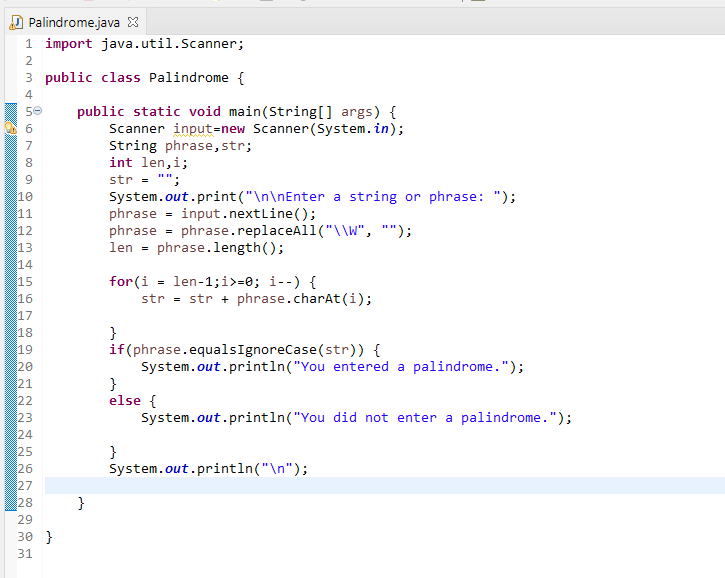 Palindrome.java
1 import java.util.Scanner;
2
3 public class Palindrome {
4
5     public static void main(String[] args) {
6         Scanner input=new Scanner(System.in);
7         String phrase,str;
8         int len,i;
9         str = "";
10         System.out.print("\n\nEnter a string or phrase: ");
11         phrase = input.nextLine();
12         phrase = phrase.replaceAll("\\W", "");
13         len = phrase.length();
14
15         for(i = len-1;i>=0; i--) {
16             str = str + phrase.charAt(i);
17
18         }
19         if(phrase.equalsIgnoreCase(str)) {
20             System.out.println("You entered a palindrome.");
21         }
22         else {
23             System.out.println("You did not enter a palindrome.");
24
25         }
26         System.out.println("\n");
27
28     }
29
30 }
31